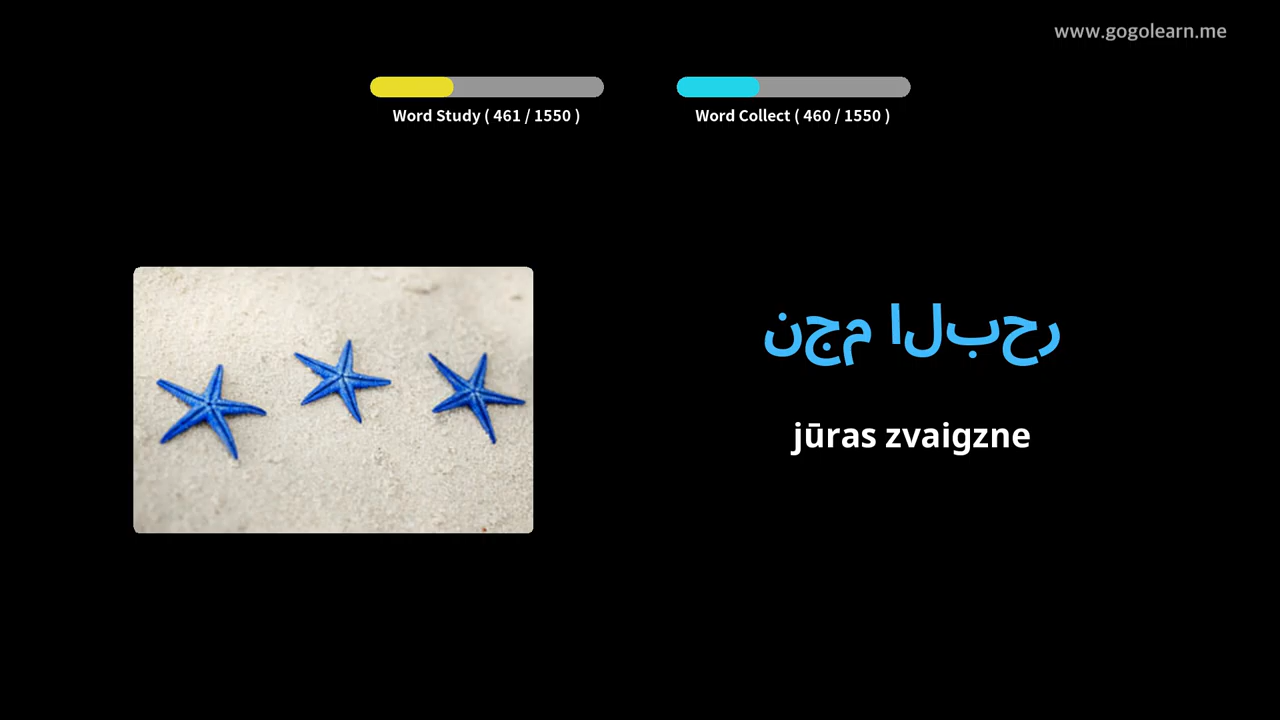 www.gogolearn.me
Word Study ( 461 / 1550 )
Word Collect ( 460 / 1550 )
نجم البحر
jūras zvaigzne